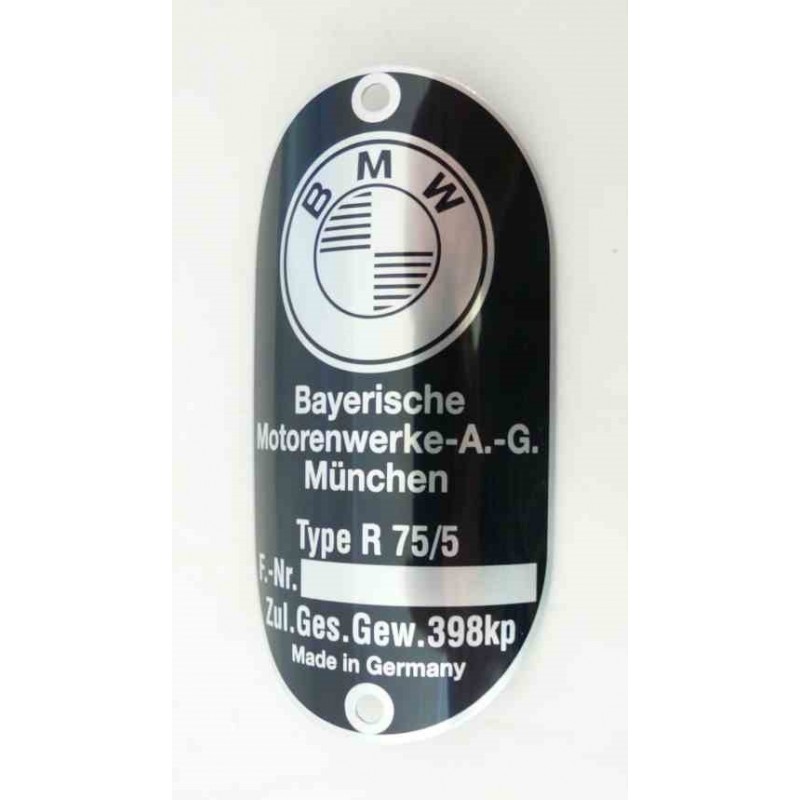 BMW
Bayerische
Motorenwerke-A.-G.
München
Type R 75/5
F.-Nr.
Zul.Ges.Gew.398kp
Made in Germany